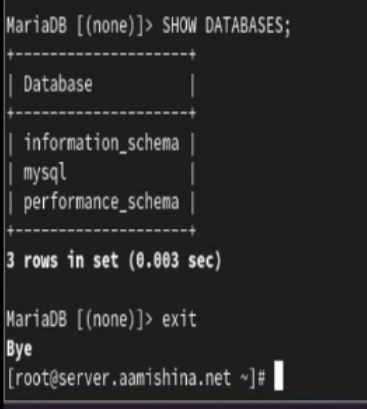 MariaDB [(none)]> SHOW DATABASES;
+--------------------+
| Database           |
+--------------------+
| information_schema |
| mysql              |
| performance_schema |
+--------------------+
3 rows in set (0.003 sec)
MariaDB [(none)]> exit
Bye
[root@server.aamishina.net ~]#